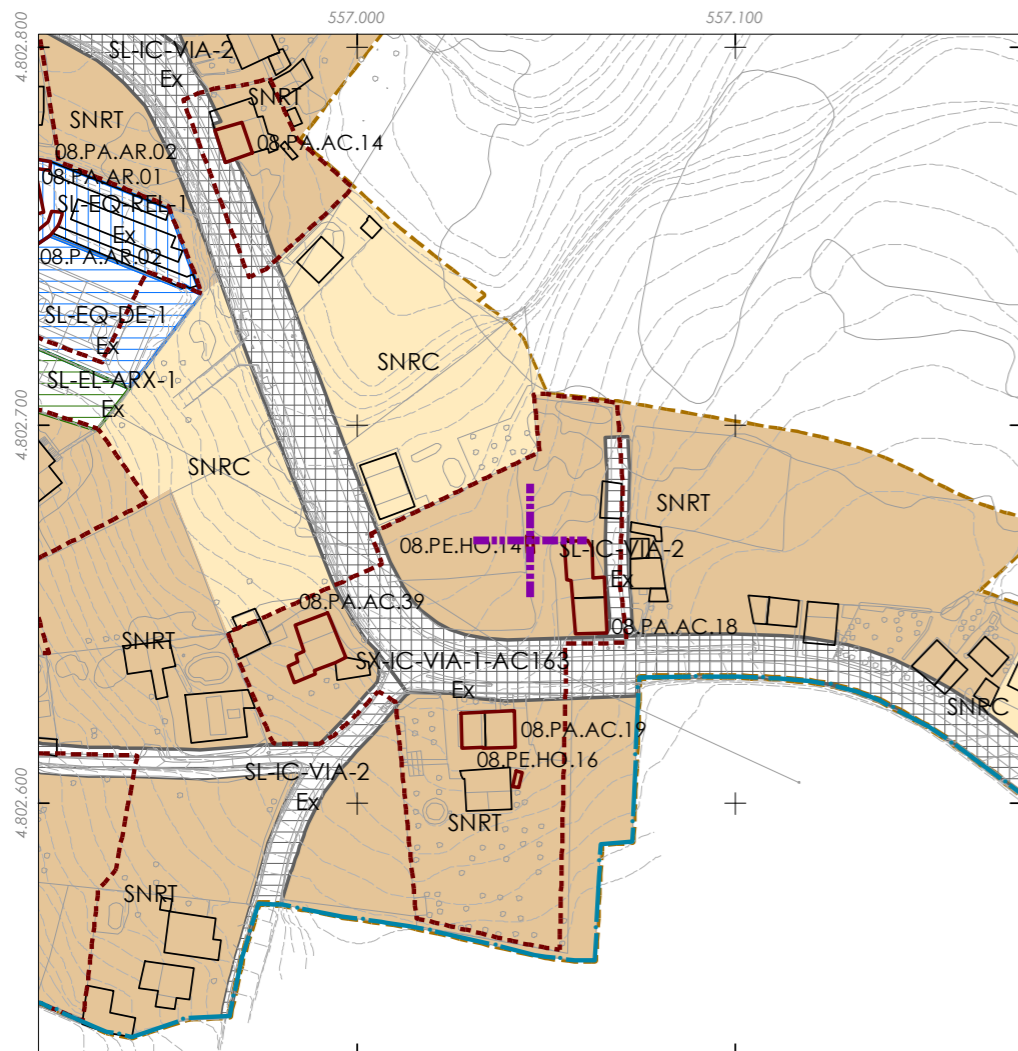 557.000
557.100
4.802.800
SL-IC-VIA-2
Ex
SNRT
SNRT
08.PA.AC.14
08.PA.AR.02
08.PA.AR.01
SL-EQ-REL-1
Ex
08.PA.AR.02
SL-EQ-DE-1
Ex
SNRC
SL-EL-ARX-1
Ex
4.802.700
SNRC
SNRT
08.PE.HO.14
SL-IC-VIA-2
Ex
08.PA.AC.39
08.PA.AC.18
SNRT
SX-IC-VIA-1-AC163
Ex
SNRC
08.PA.AC.19
08.PE.HO.16
SL-IC-VIA-2
Ex
4.802.600
SNRT
SNRT